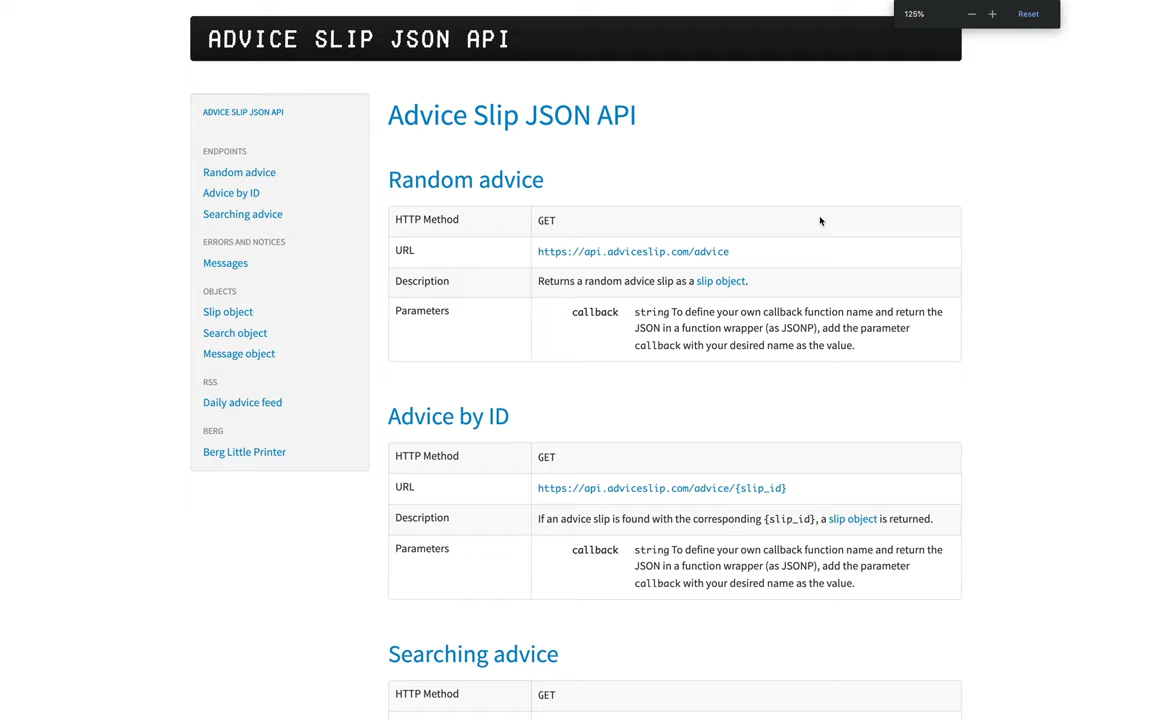 125%
Reset
ADVICE SLIP JSON API
ADVICE SLIP JSON API
ENDPOINTS
Random advice
Advice by ID
Searching advice
ERRORS AND NOTICES
Messages
OBJECTS
Slip object
Search object
Message object
RSS
Daily advice feed
BERG
Berg Little Printer
Advice Slip JSON API
Random advice
HTTP Method GET
URL https://api.adviceslip.com/advice
Description Returns a random advice slip as a slip object.
Parameters callback string To define your own callback function name and return the
JSON in a function wrapper (as JSONP), add the parameter
callback with your desired name as the value.
Advice by ID
HTTP Method GET
URL https://api.adviceslip.com/advice/{slip_id}
Description If an advice slip is found with the corresponding {slip_id}, a slip object is returned.
Parameters callback string To define your own callback function name and return the
JSON in a function wrapper (as JSONP), add the parameter
callback with your desired name as the value.
Searching advice
HTTP Method GET